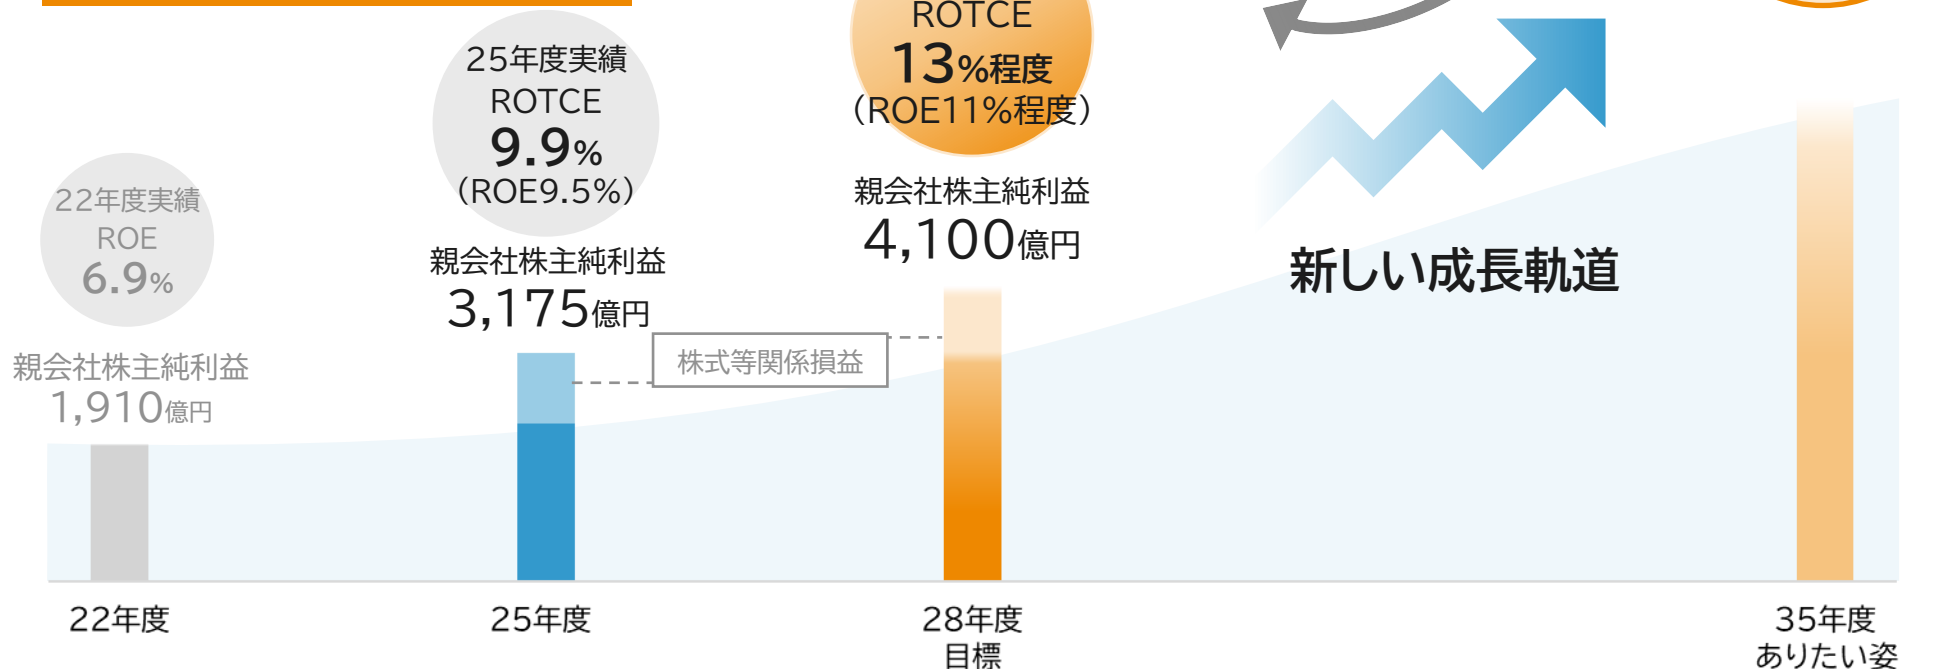 22年度実績
ROE
6.9%
親会社株主純利益
1,910億円
25年度実績
ROTCE
9.9%
(ROE9.5%)
親会社株主純利益
3,175億円
株式等関係損益
ROTCE
13%程度
(ROE11%程度)
親会社株主純利益
4,100億円
新しい成長軌道
22年度
25年度
28年度
目標
35年度
ありたい姿